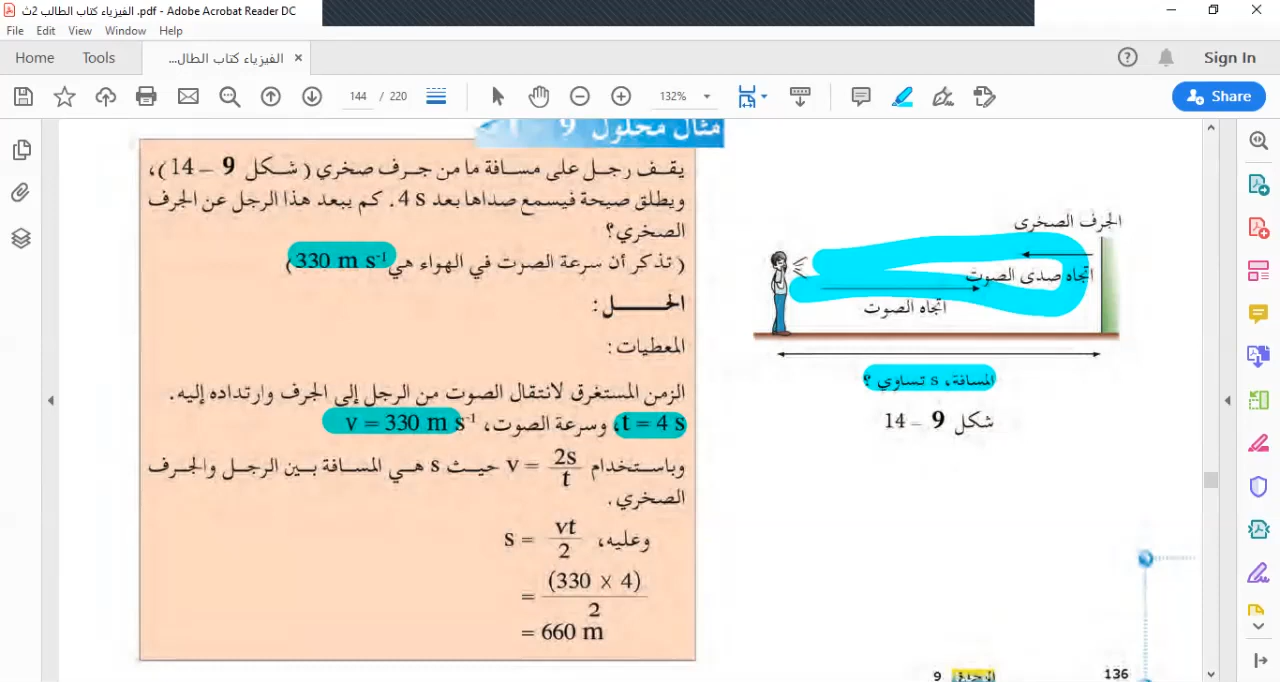 الفيزياء كتاب الطالب 2ث .pdf - Adobe Acrobat Reader DC
File Edit View Window Help
Home Tools الفيزياء كتاب الطال... × Sign In
144 / 220 132% Share
مثال محلول 9 – 1
يقف رجل على مسافة ما من جرف صخري ( شكل 9 – 14)،
ويطلق صيحة فيسمع صداها بعد 4 s. كم يبعد هذا الرجل عن الجرف
الصخري؟
( تذكر أن سرعة الصوت في الهواء هي 330 m s⁻¹)
الحل :
المعطيات :
الزمن المستغرق لانتقال الصوت من الرجل إلى الجرف وارتداده إليه.
t = 4 s، وسرعة الصوت، v = 330 m s⁻¹
وباستخدام v = 2s/t حيث s هي المسافة بين الرجل والجرف
الصخري .
وعليه، s = vt/2
= (330 × 4)/2
= 660 m
الجرف الصخري
اتجاه صدى الصوت
اتجاه الصوت
المسافة، s تساوي ؟
شكل 9 – 14
136
9